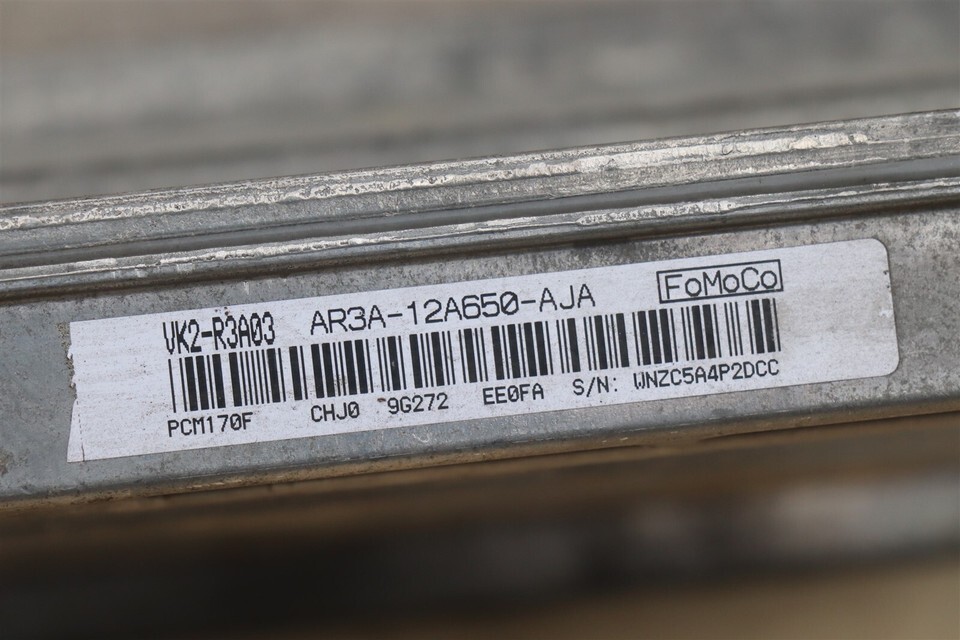 FoMoCo
VK2-R3A03 AR3A-12A650-AJA
PCM170F CHJ0 9G272 EE0FA S/N: WNZC5A4P2DCC